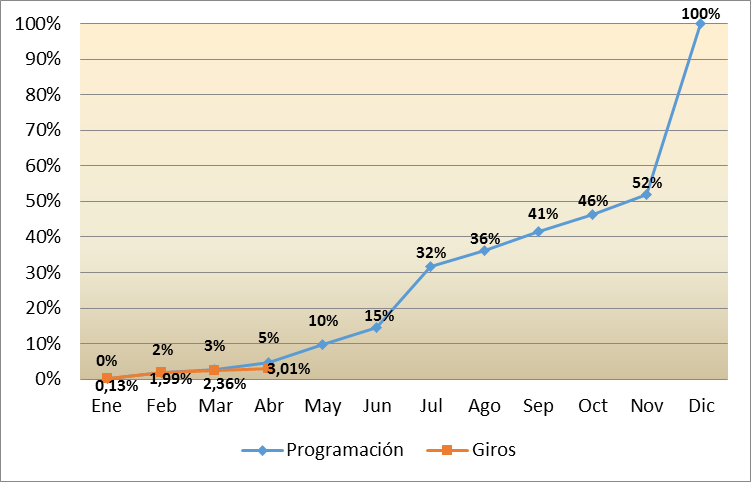 100%
90%
80%
70%
60%
50%
40%
30%
20%
10%
0%
0% 2% 3% 5% 10% 15% 32% 36% 41% 46% 52% 100%
0,13% 1,99% 2,36% 3,01%
Ene Feb Mar Abr May Jun Jul Ago Sep Oct Nov Dic
Programación Giros